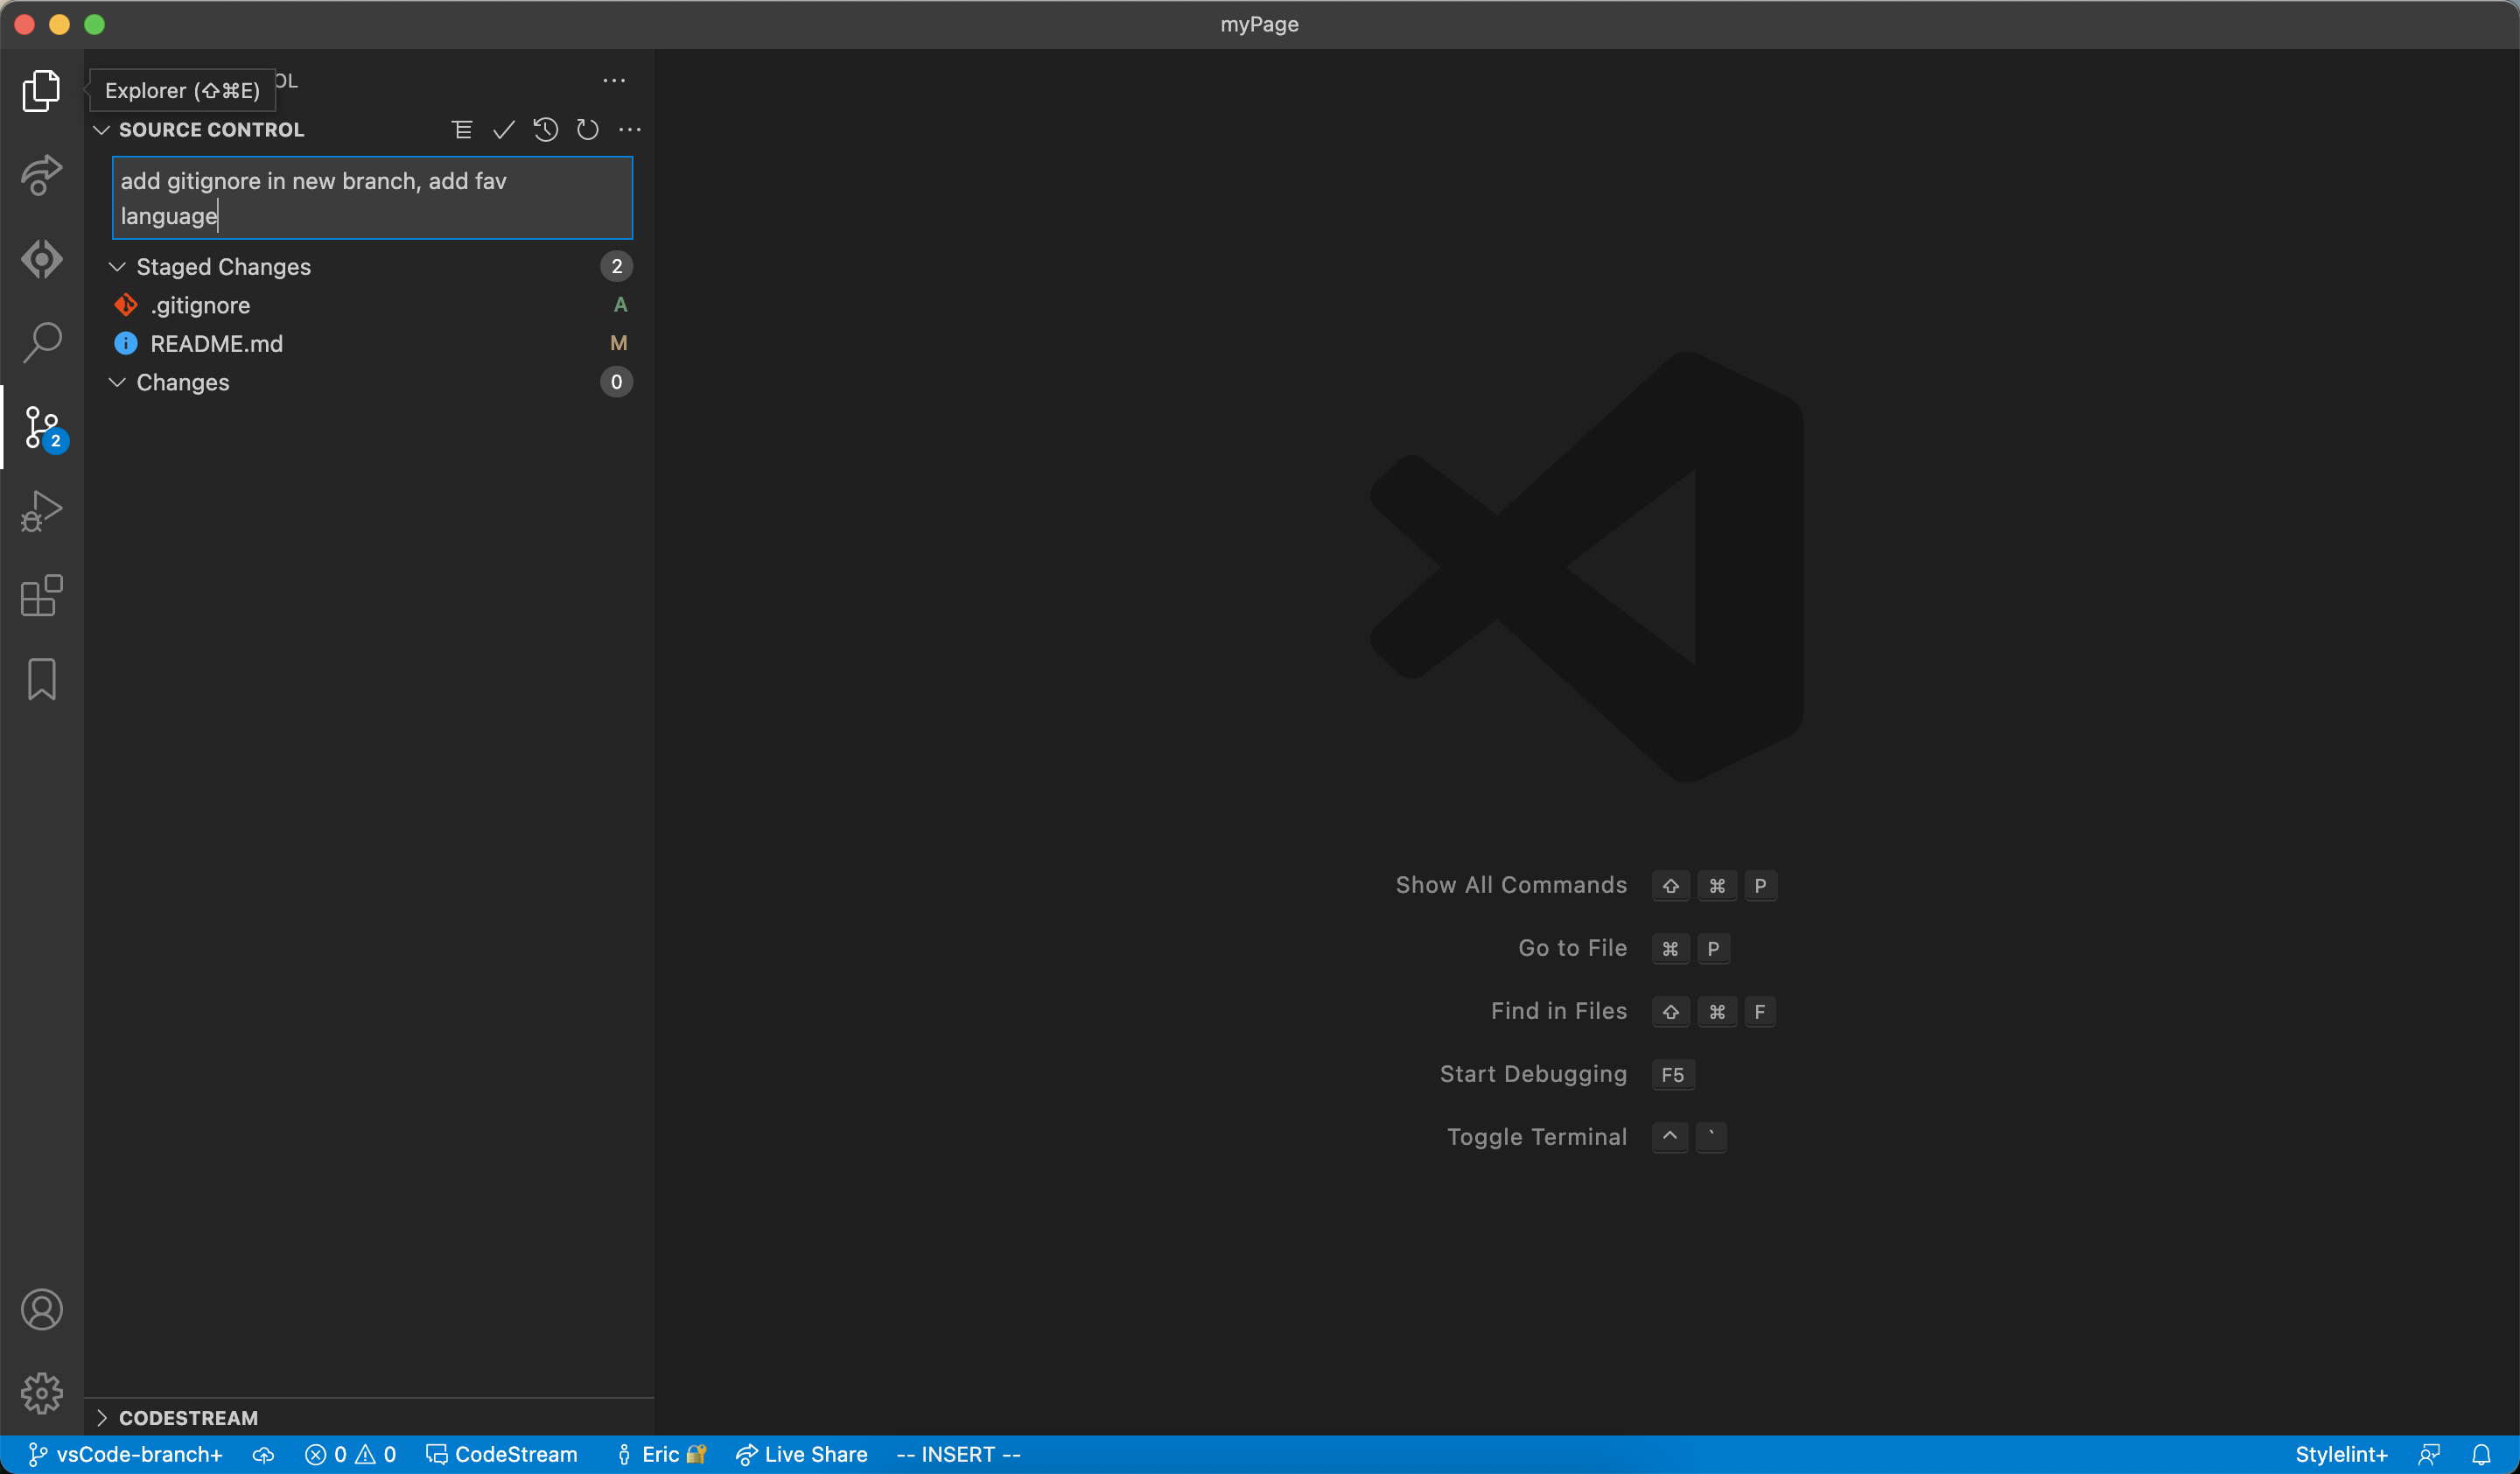 myPage
Explorer (⇧⌘E)
OL
SOURCE CONTROL
add gitignore in new branch, add fav
language
Staged Changes 2
.gitignore A
README.md M
Changes 0
2
Show All Commands ⇧ ⌘ P
Go to File ⌘ P
Find in Files ⇧ ⌘ F
Start Debugging F5
Toggle Terminal ^ `
CODESTREAM
vsCode-branch+ 0 0 CodeStream Eric 🔐 Live Share -- INSERT -- Stylelint+